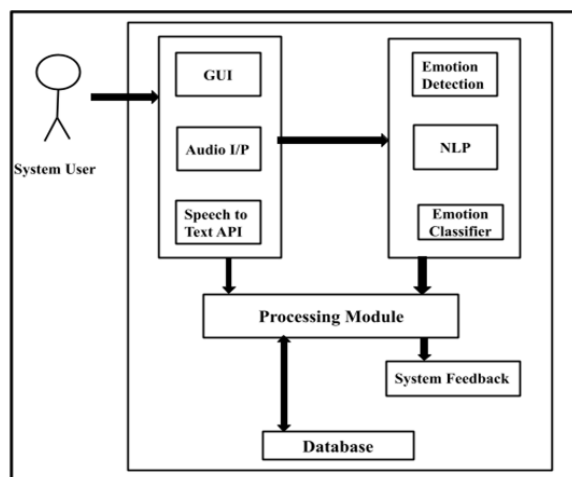 GUI
Audio I/P
Speech to
Text API
Emotion
Detection
NLP
Emotion
Classifier
System User
Processing Module
System Feedback
Database